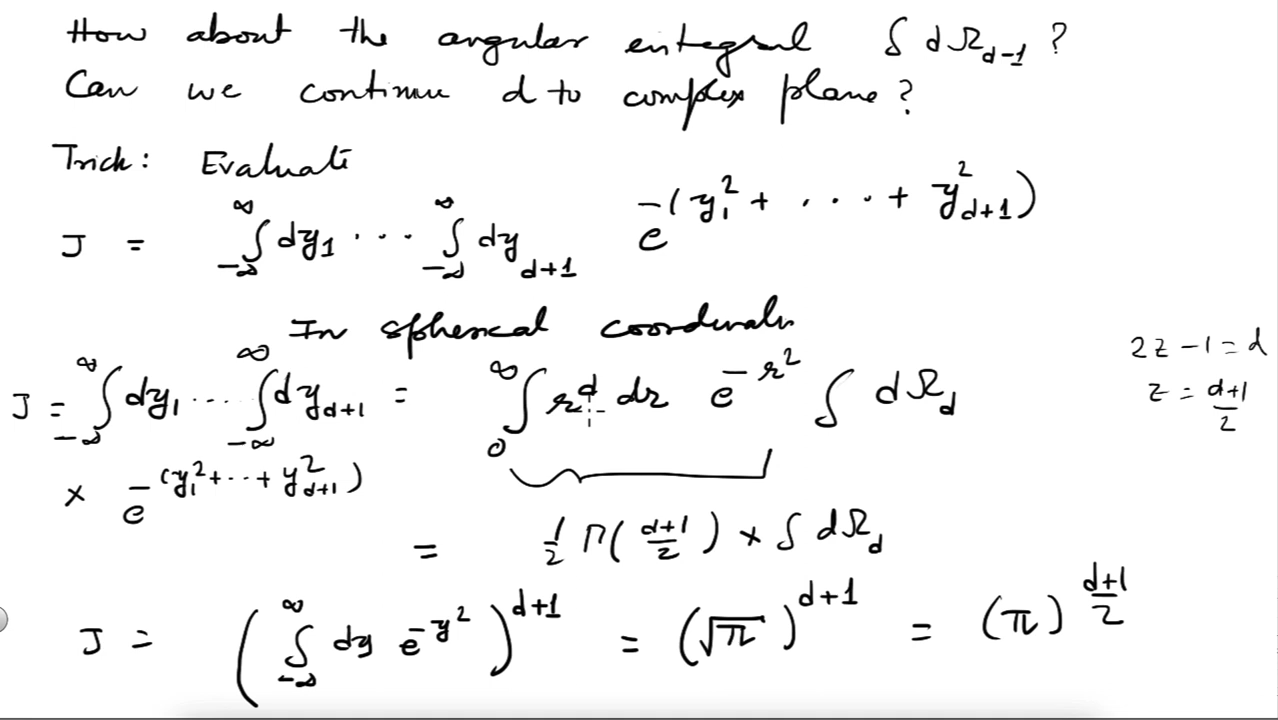 How about the angular integral ∫ dΩ_{d-1} ?
Can we continue d to complex plane ?
Trick : Evaluate
J = ∫_{-∞}^{∞} dy_1 ... ∫_{-∞}^{∞} dy_{d+1} e^{-(y_1^2 + .... + y_{d+1}^2)}
In spherical coordinates
J = ∫_{-∞}^{∞} dy_1 .... ∫_{-∞}^{∞} dy_{d+1} = ∫_0^∞ r^d dr e^{-r^2} ∫ dΩ_d
× e^{-(y_1^2 + ... + y_{d+1}^2)}
= 1/2 Γ( (d+1)/2 ) × ∫ dΩ_d
J = ( ∫_{-∞}^{∞} dy e^{-y^2} )^{d+1} = (√π)^{d+1} = (π)^{(d+1)/2}
2z - 1 = d
z = (d+1)/2